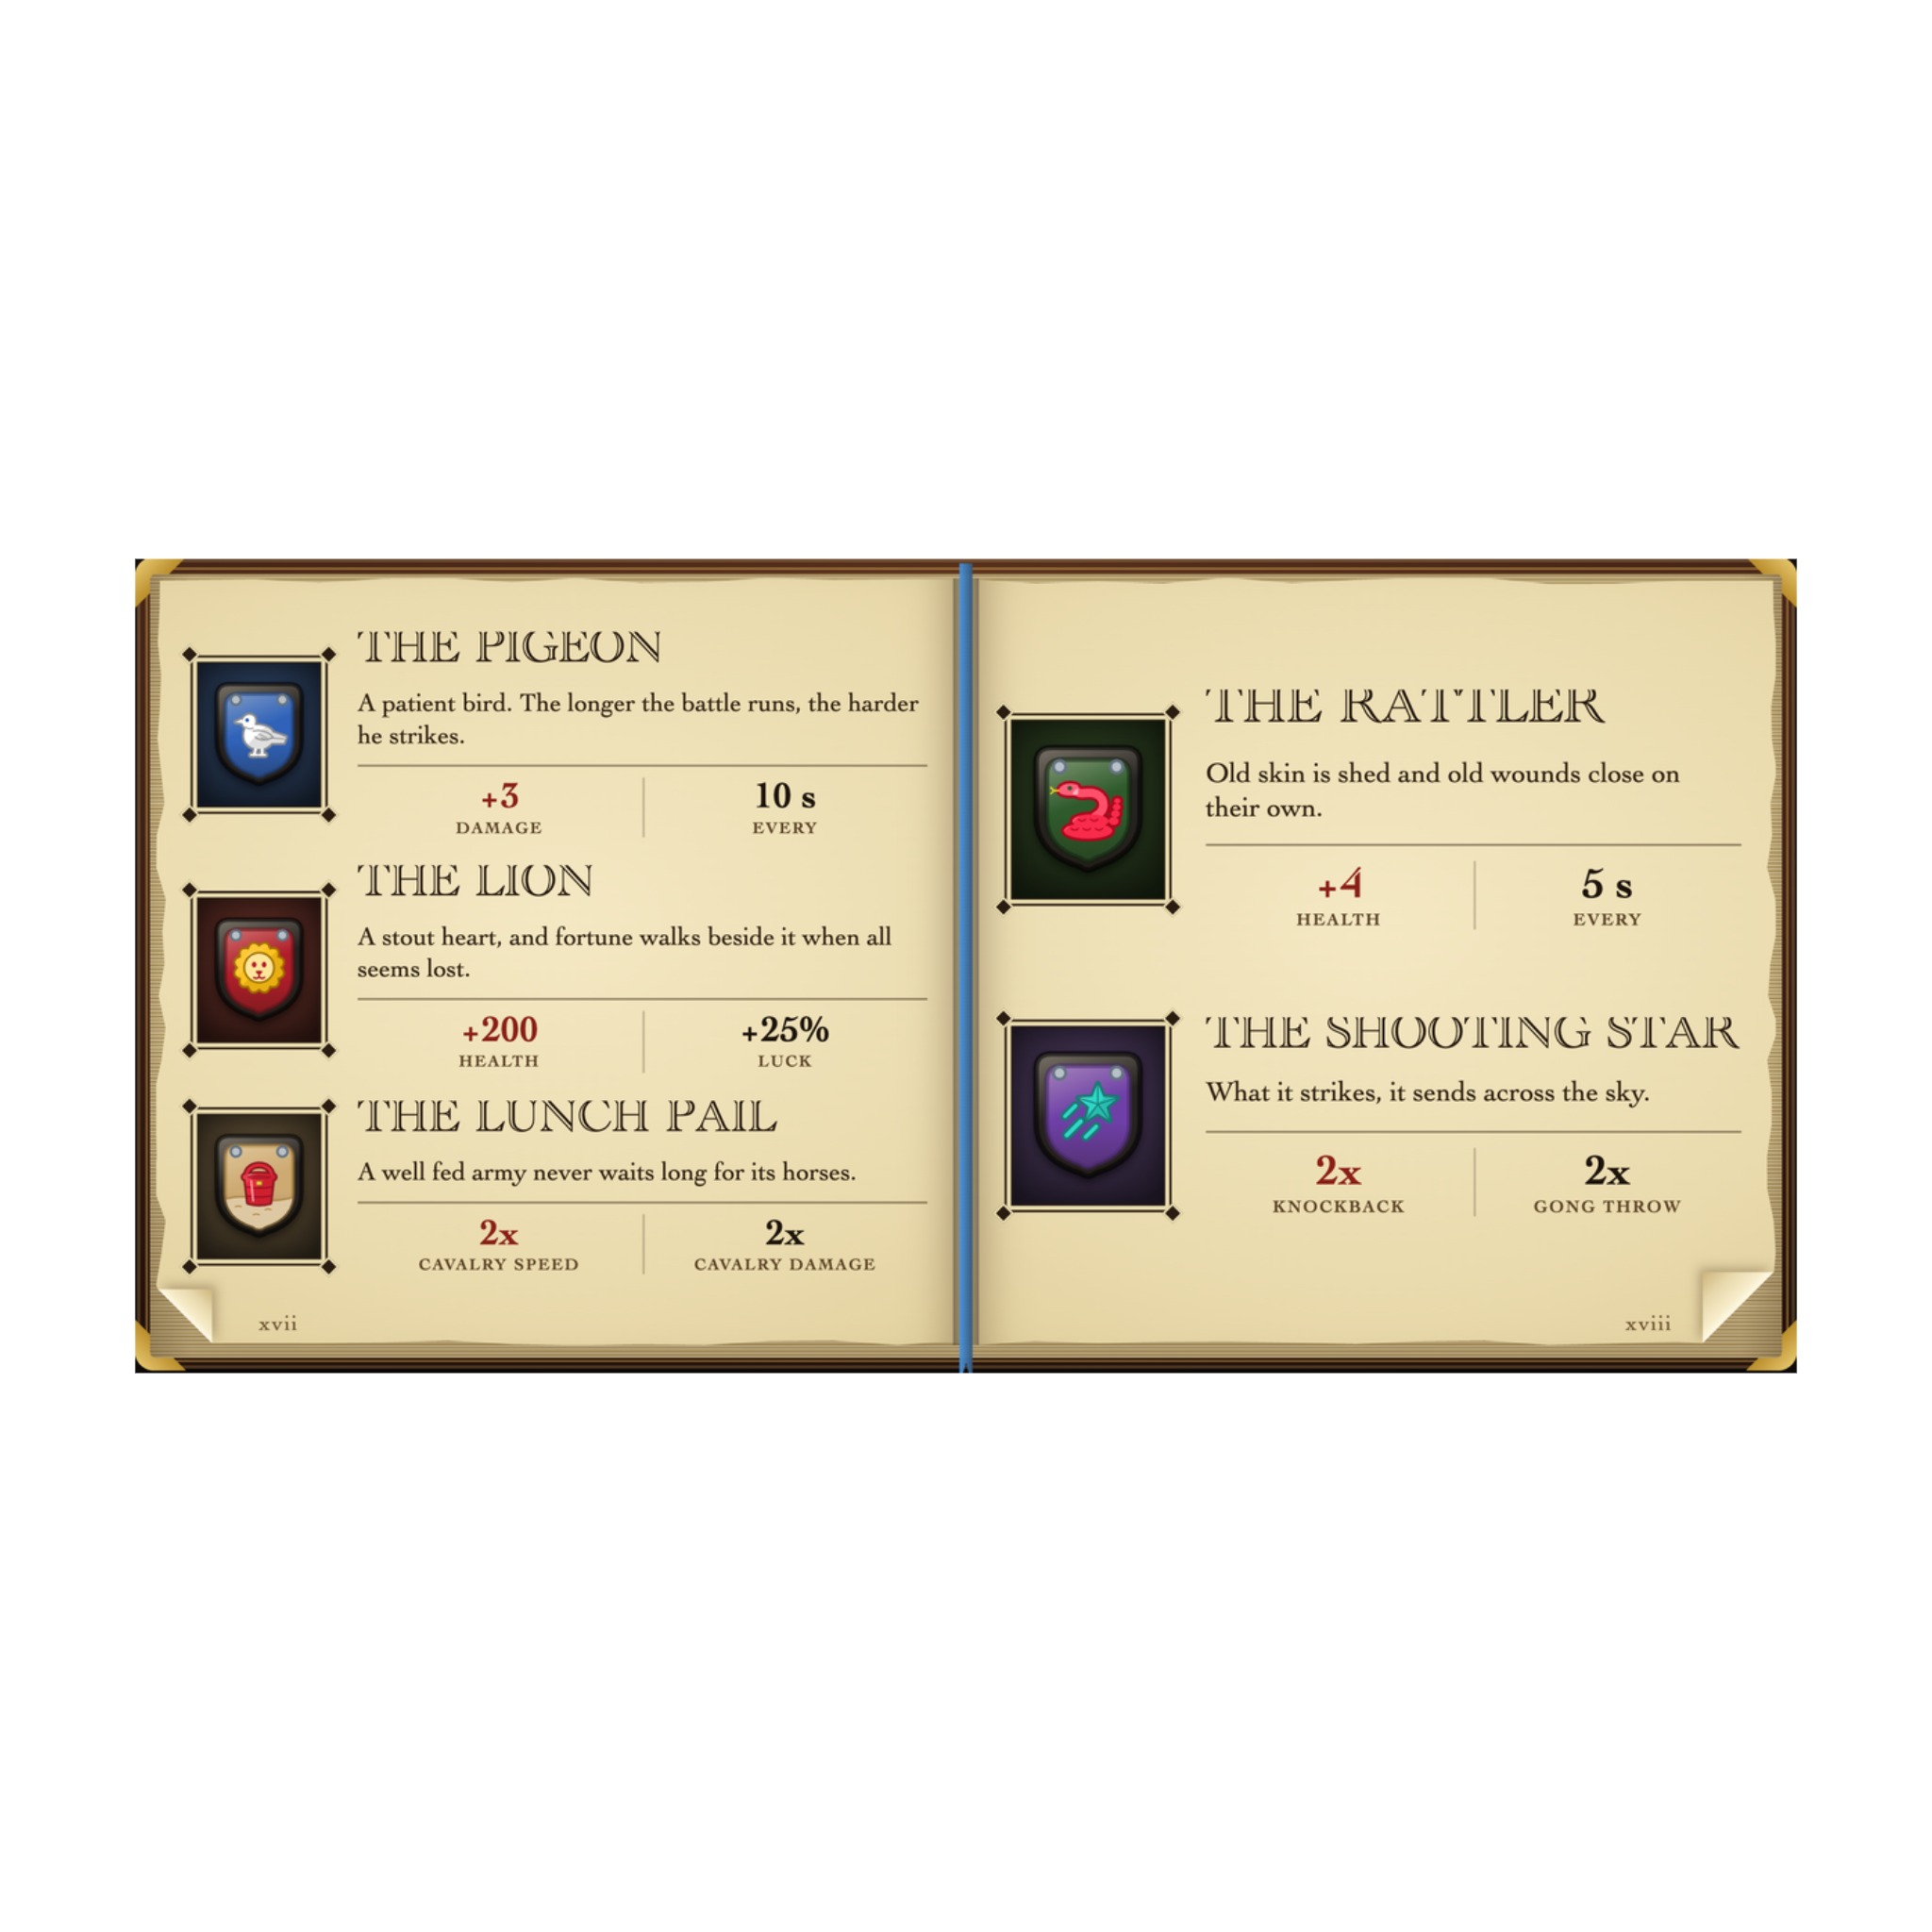 THE PIGEON
A patient bird. The longer the battle runs, the harder
he strikes.
+3
DAMAGE
10 s
EVERY
THE LION
A stout heart, and fortune walks beside it when all
seems lost.
+200
HEALTH
+25%
LUCK
THE LUNCH PAIL
A well fed army never waits long for its horses.
2x
CAVALRY SPEED
2x
CAVALRY DAMAGE
xvii
THE RATTLER
Old skin is shed and old wounds close on
their own.
+4
HEALTH
5 s
EVERY
THE SHOOTING STAR
What it strikes, it sends across the sky.
2x
KNOCKBACK
2x
GONG THROW
xviii